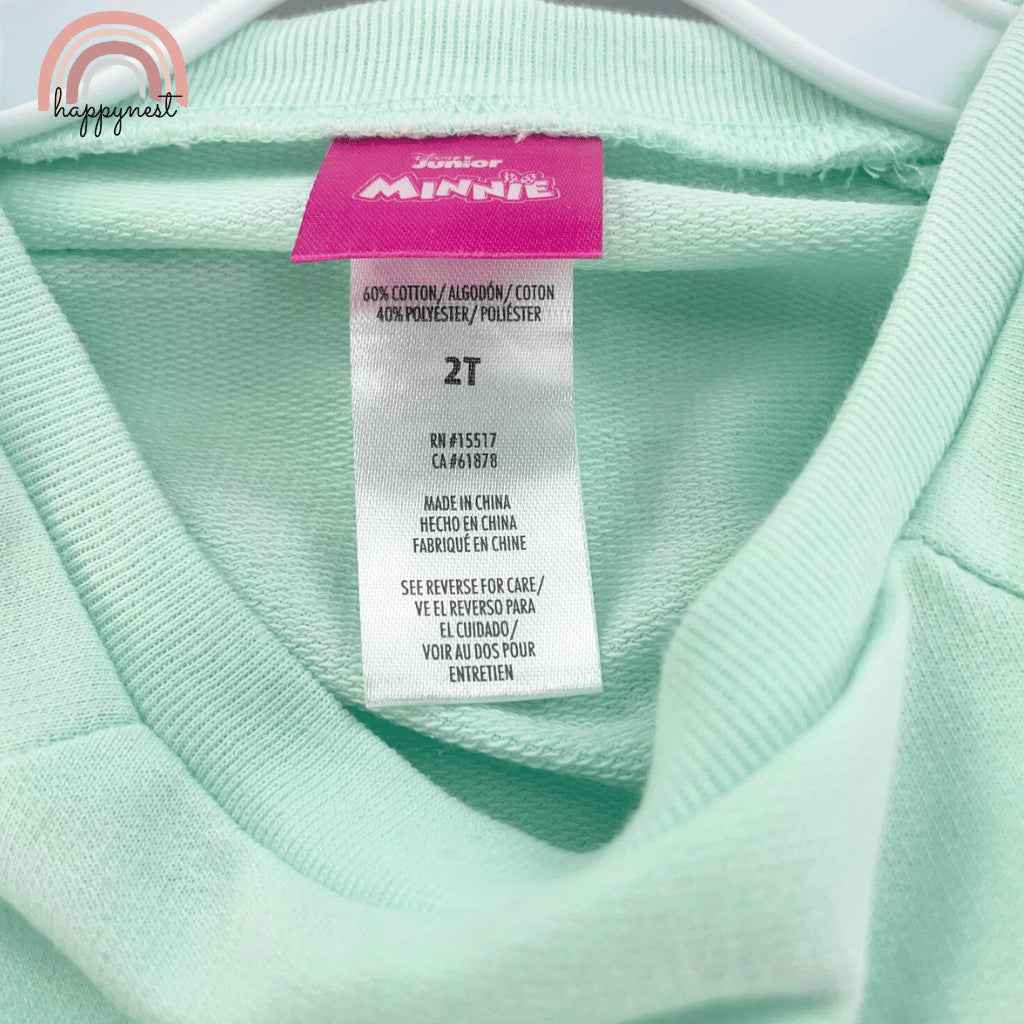 happynest
Disney
Junior
MINNIE
60% COTTON/ ALGODÓN/ COTON
40% POLYÉSTER/ POLIÉSTER
2T
RN #15517
CA #61878
MADE IN CHINA
HECHO EN CHINA
FABRIQUÉ EN CHINE
SEE REVERSE FOR CARE/
VE EL REVERSO PARA
EL CUIDADO/
VOIR AU DOS POUR
ENTRETIEN